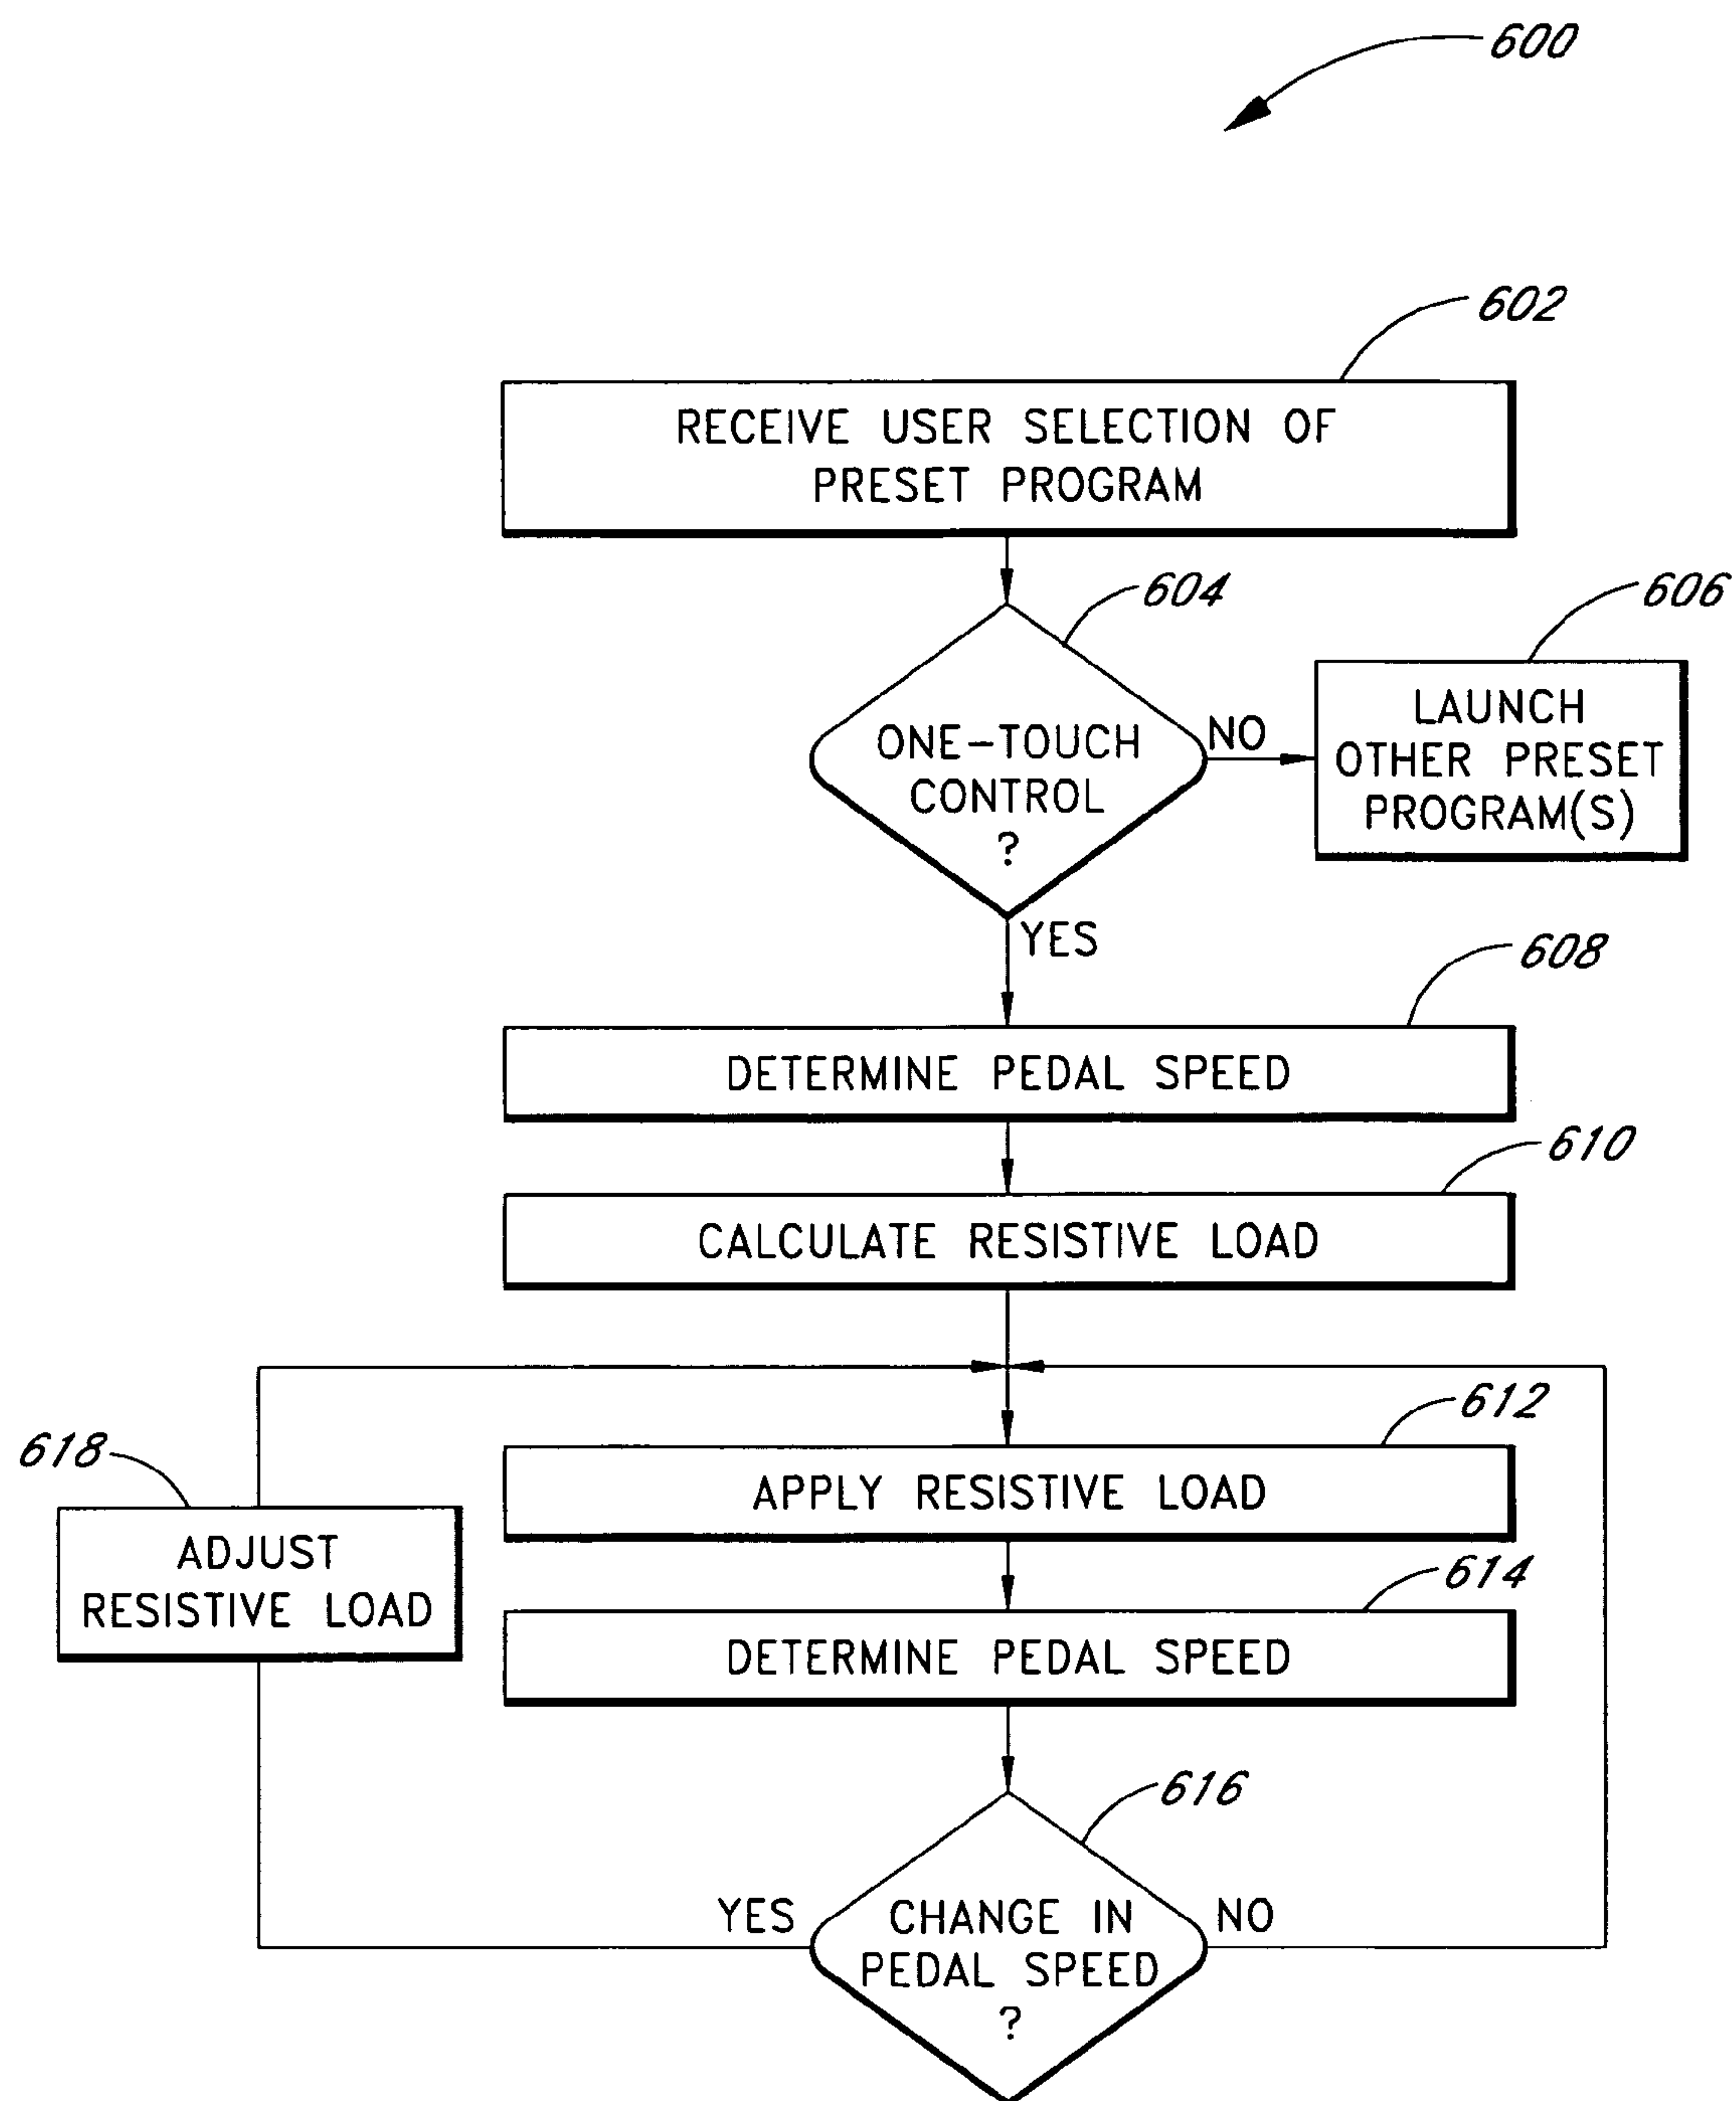 600
602
RECEIVE USER SELECTION OF
PRESET PROGRAM
604
606
ONE-TOUCH
CONTROL
?
NO
LAUNCH
OTHER PRESET
PROGRAM(S)
YES
608
DETERMINE PEDAL SPEED
610
CALCULATE RESISTIVE LOAD
612
618
APPLY RESISTIVE LOAD
ADJUST
RESISTIVE LOAD
614
DETERMINE PEDAL SPEED
616
YES
CHANGE IN
PEDAL SPEED
?
NO